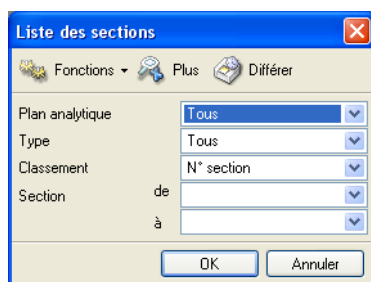 Liste des sections
Fonctions Plus Différer
Plan analytique Tous
Type Tous
Classement N° section
Section de
à
OK Annuler